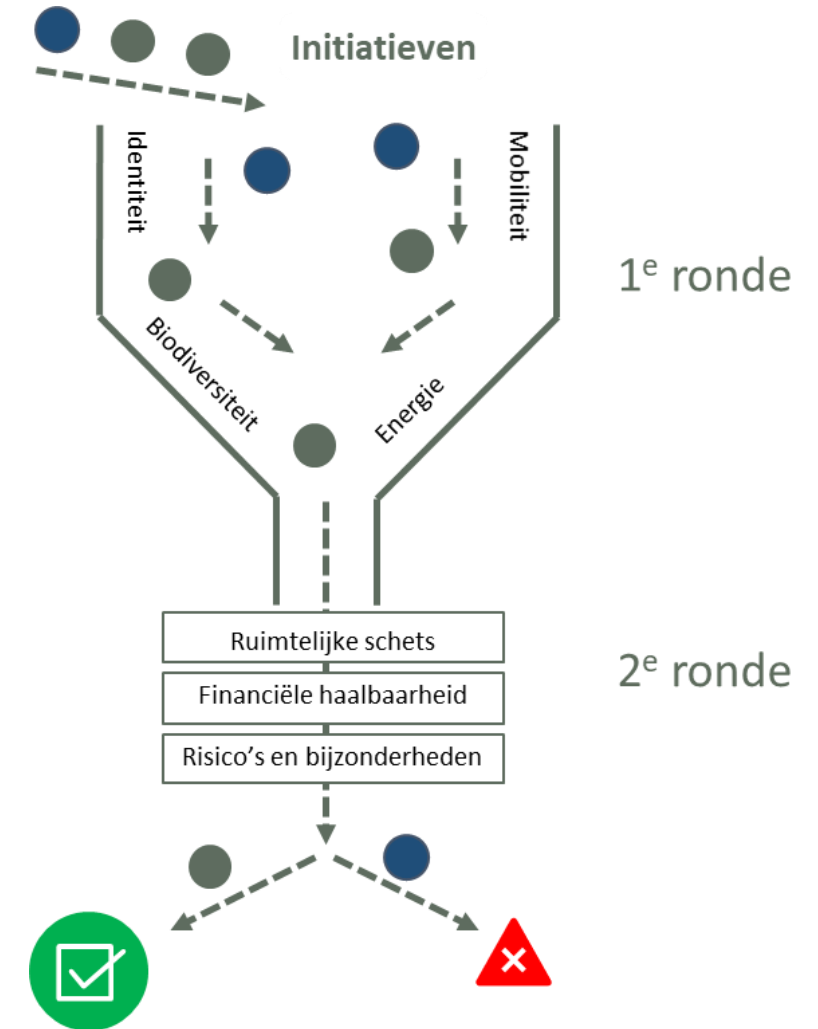 Initiatieven
Identiteit
Mobiliteit
1e ronde
Biodiversiteit
Energie
Ruimtelijke schets
2e ronde
Financiële haalbaarheid
Risico’s en bijzonderheden